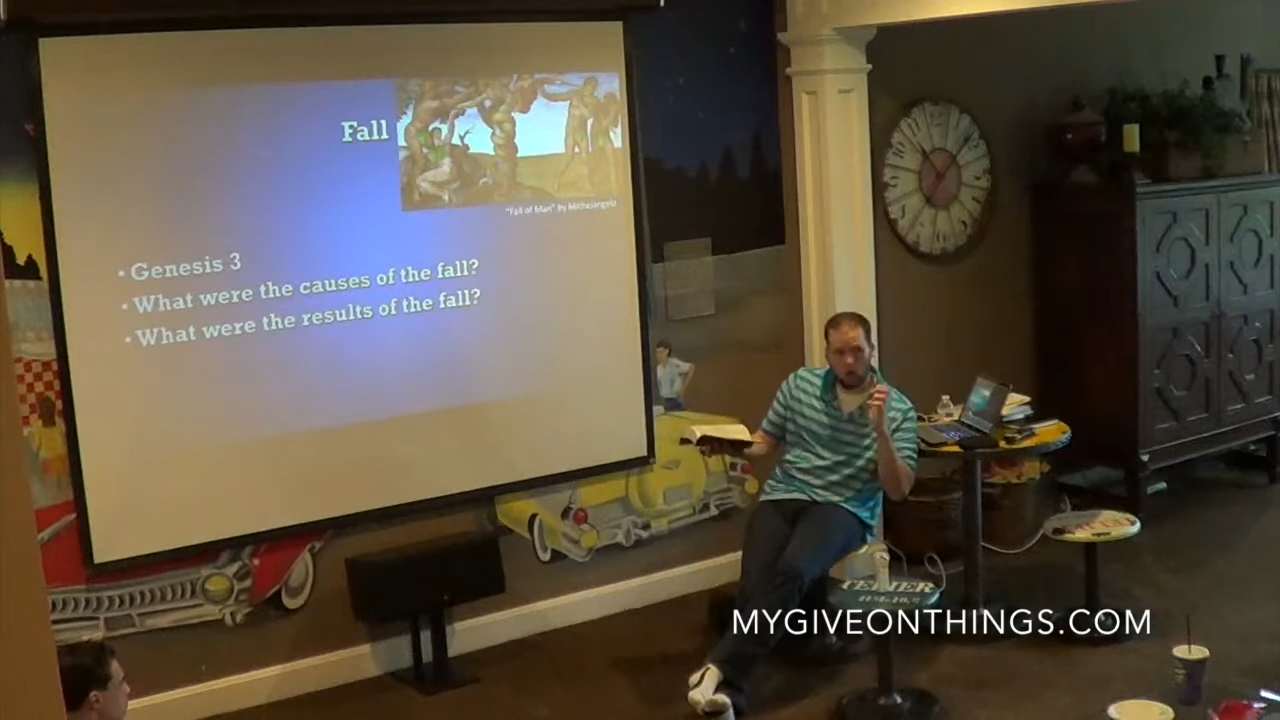 Fall
"Fall of Man" by Michelangelo
• Genesis 3
• What were the causes of the fall?
• What were the results of the fall?
MYGIVEONTHINGS.COM